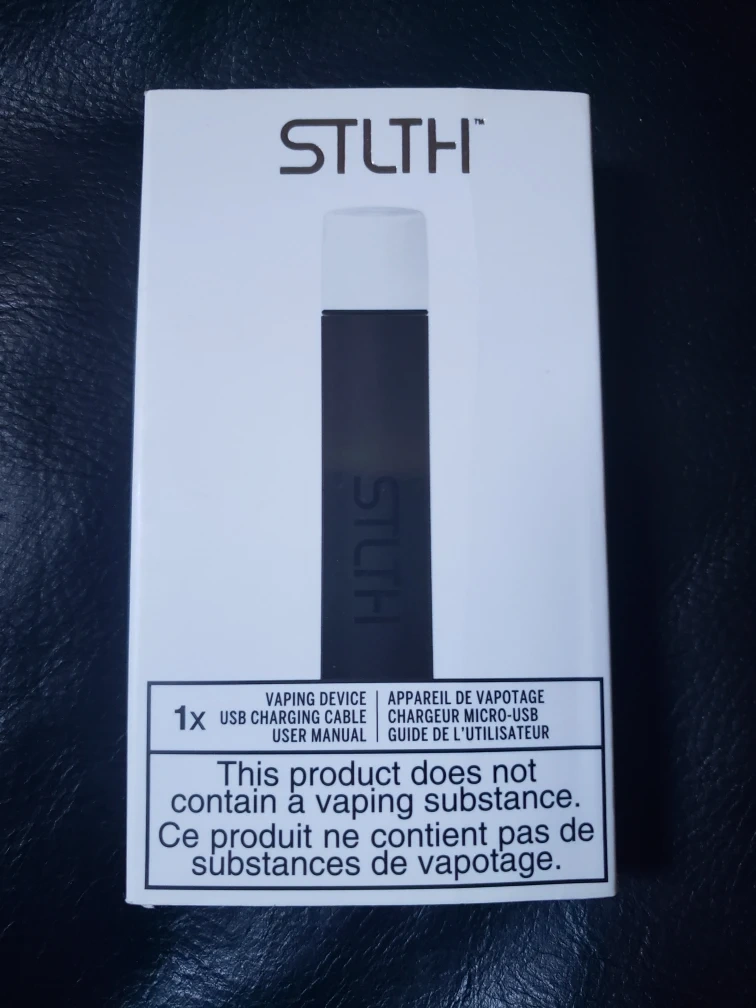 STLTH™
STLTH
1x
VAPING DEVICE
USB CHARGING CABLE
USER MANUAL
APPAREIL DE VAPOTAGE
CHARGEUR MICRO-USB
GUIDE DE L'UTILISATEUR
This product does not
contain a vaping substance.
Ce produit ne contient pas de
substances de vapotage.